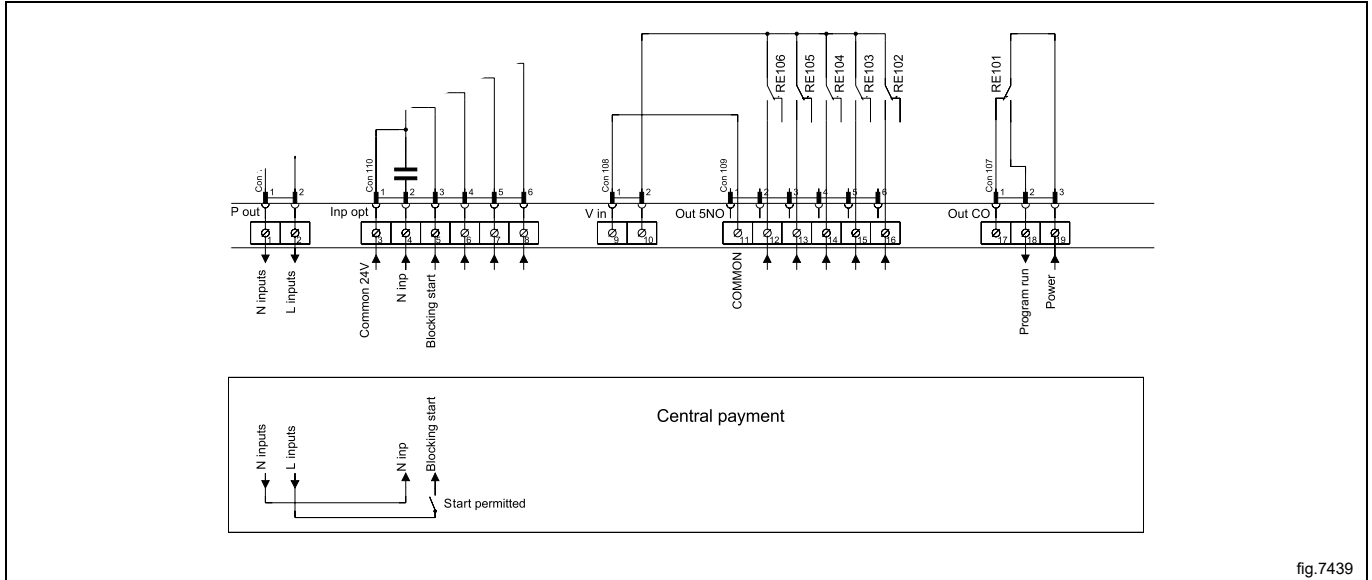 RE106
RE105
RE104
RE103
RE102
RE101
Con
Con 110
Con 108
Con 109
Con 107
1 2
1 2 3 4 5 6
1 2
1 2 3 4 5 6
1 2 3
P out
Inp opt
V in
Out 5NO
Out CO
1 2
3 4 5 6 7 8
9 10
11 12 13 14 15 16
17 18 19
N inputs
L inputs
Common 24V
N inp
Blocking start
COMMON
Program run
Power
Central payment
N inputs
L inputs
N inp
Blocking start
Start permitted
fig.7439